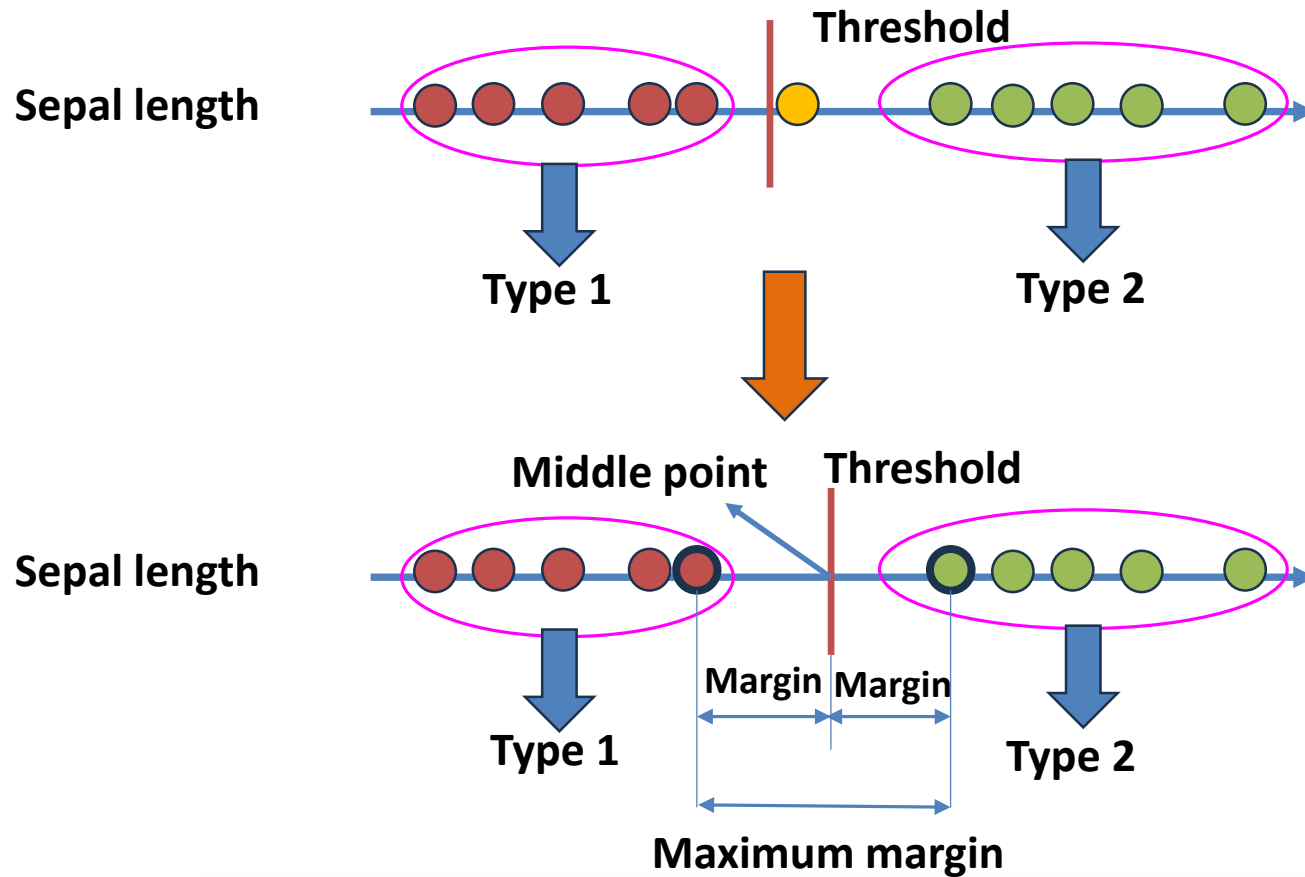 Threshold
Sepal length
Type 1
Type 2
Middle point
Threshold
Sepal length
Margin
Margin
Type 1
Type 2
Maximum margin